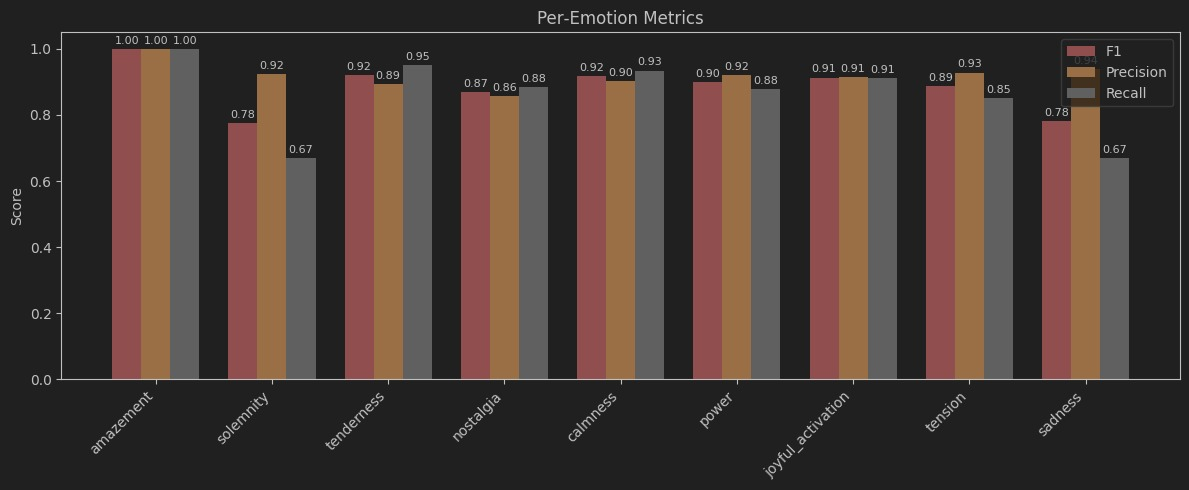 Per-Emotion Metrics
F1
Precision
Recall
Score
1.0
0.8
0.6
0.4
0.2
0.0
1.00 1.00 1.00
0.78 0.92 0.67
0.92 0.89 0.95
0.87 0.86 0.88
0.92 0.90 0.93
0.90 0.92 0.88
0.91 0.91 0.91
0.89 0.93 0.85
0.78 0.94 0.67
amazement
solemnity
tenderness
nostalgia
calmness
power
joyful_activation
tension
sadness